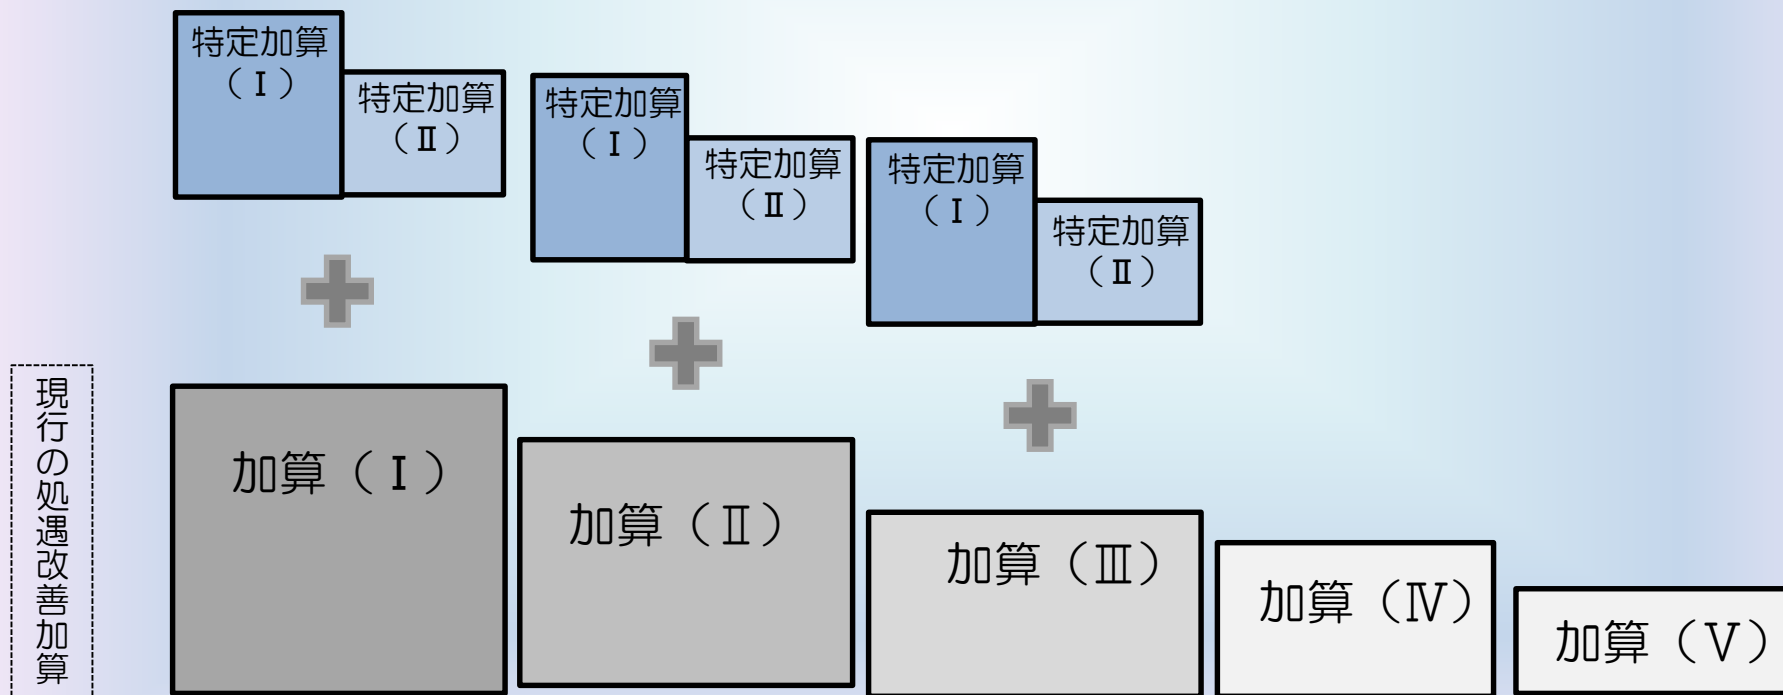 特定加算
（Ⅰ）
特定加算
（Ⅱ）
特定加算
（Ⅰ）
特定加算
（Ⅱ）
特定加算
（Ⅰ）
特定加算
（Ⅱ）
現行の処遇改善加算
加算（Ⅰ）
加算（Ⅱ）
加算（Ⅲ）
加算（Ⅳ）
加算（Ⅴ）